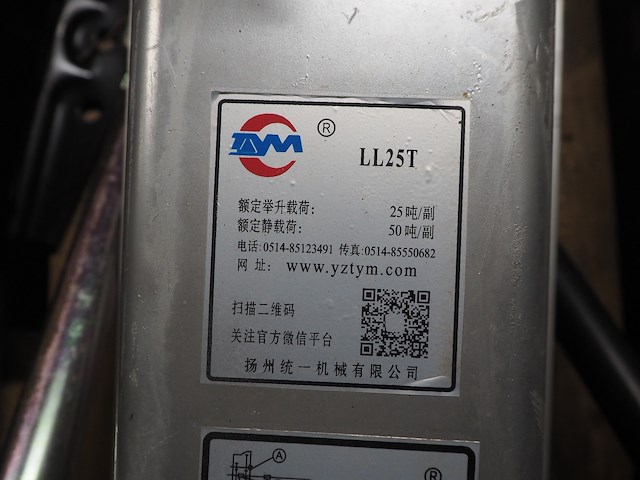 TYM ®
LL25T
额定举升载荷: 25吨/副
额定静载荷: 50吨/副
电话:0514-85123491 传真:0514-85550682
网 址: www.yztym.com
扫描二维码
关注官方微信平台
扬州统一机械有限公司
A
®